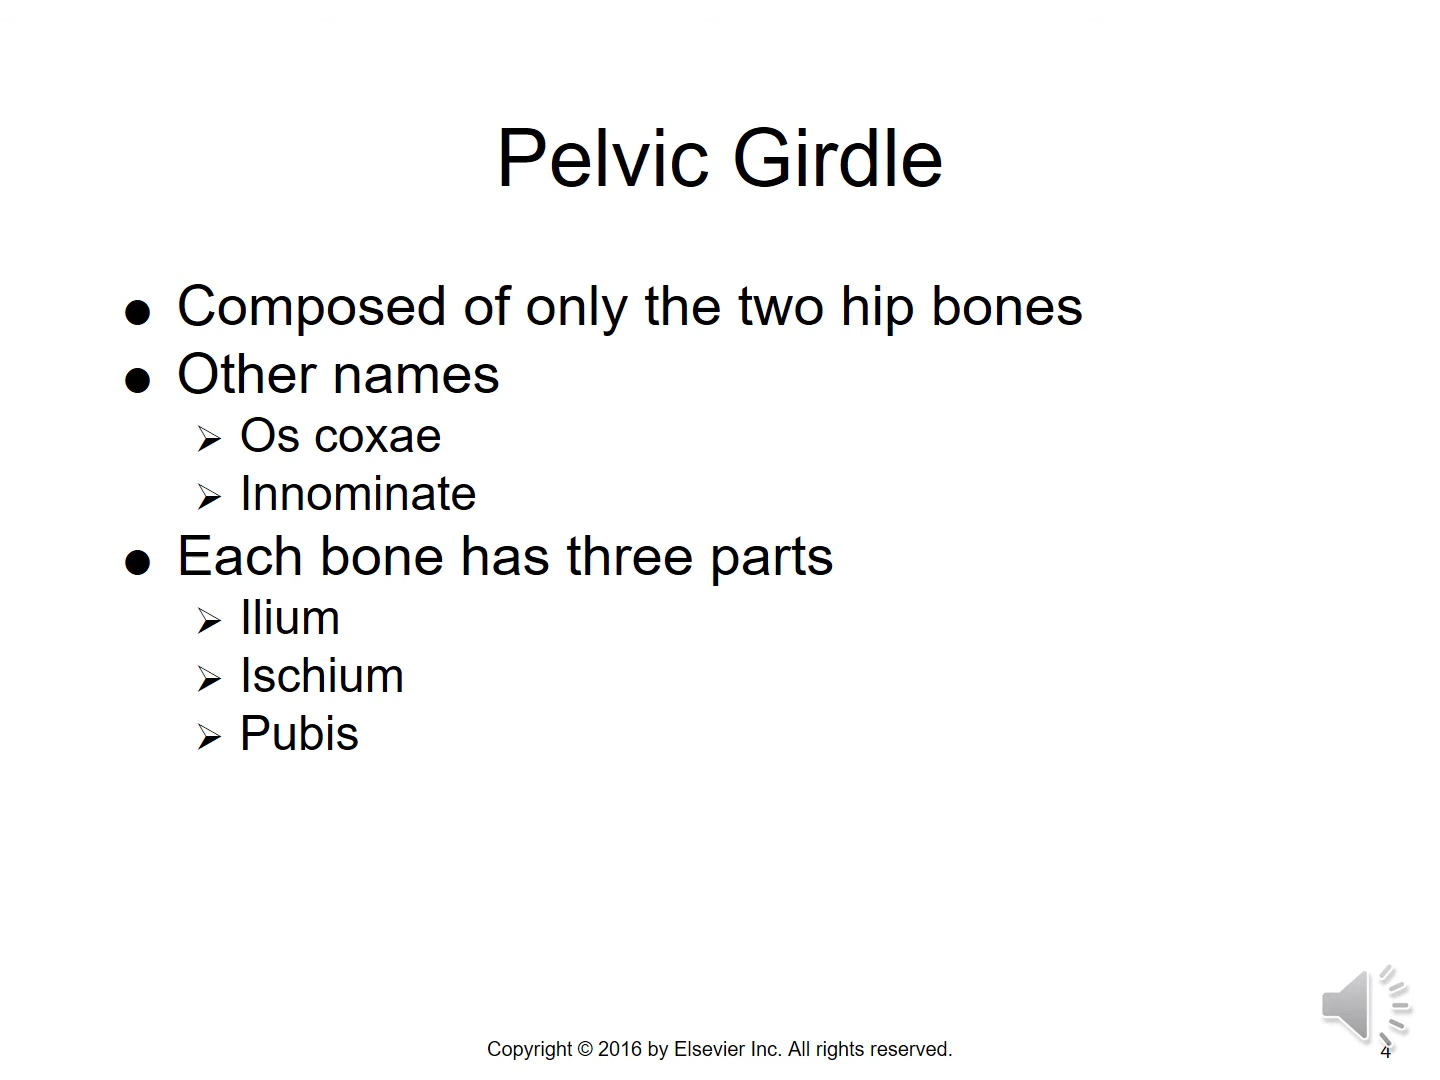 Pelvic Girdle
● Composed of only the two hip bones
● Other names
➢ Os coxae
➢ Innominate
● Each bone has three parts
➢ Ilium
➢ Ischium
➢ Pubis
Copyright © 2016 by Elsevier Inc. All rights reserved.
4